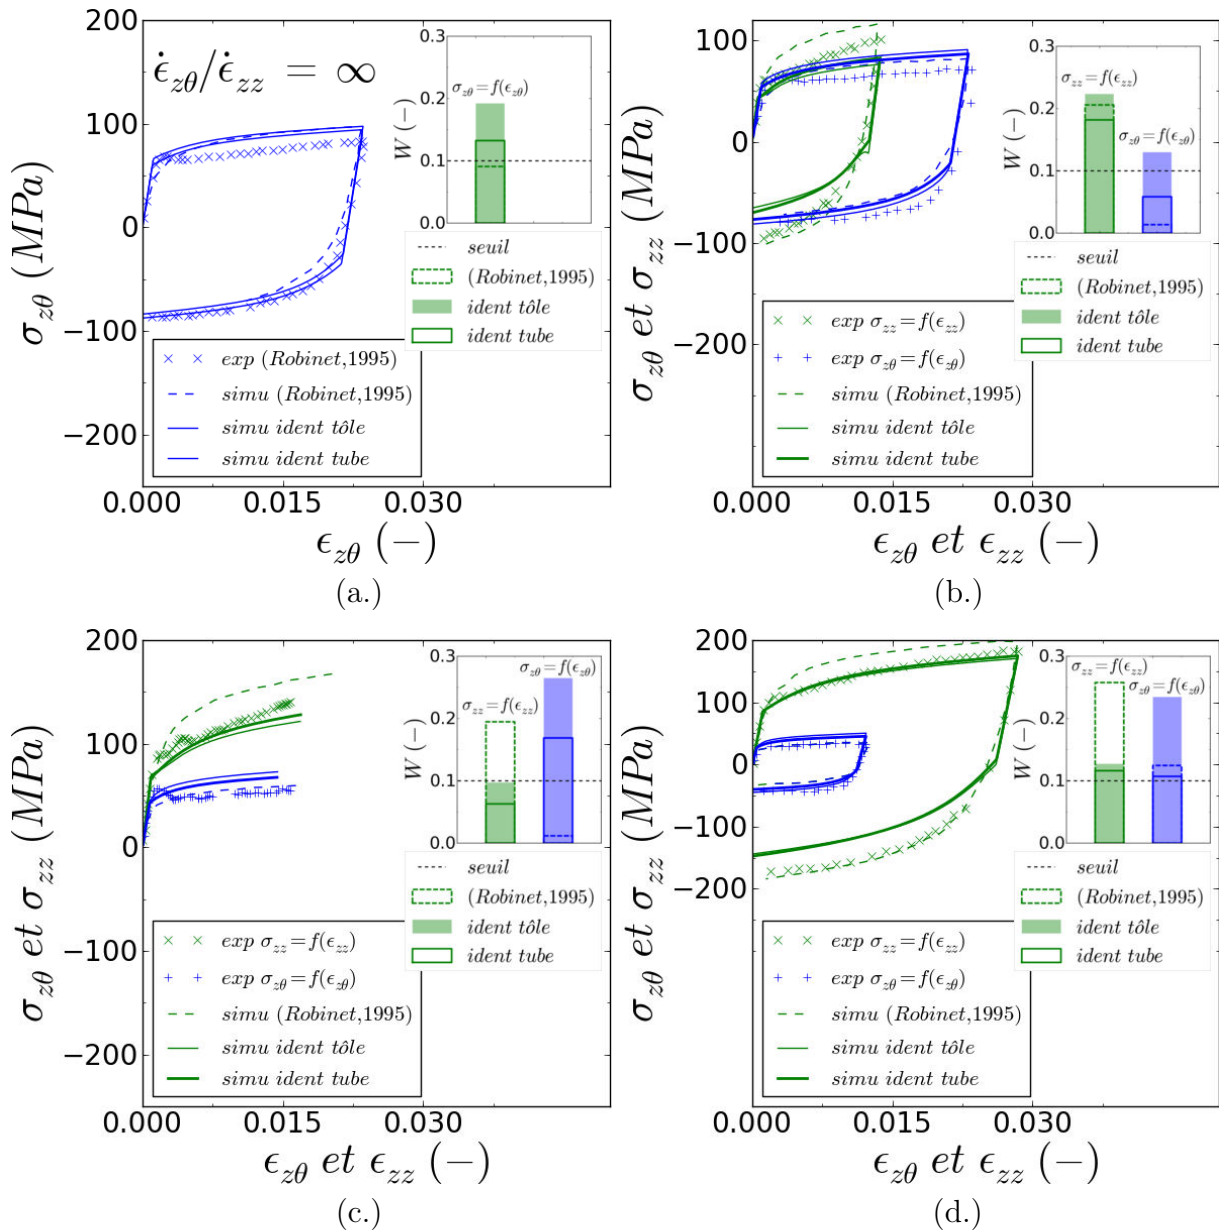 200
100
0
−100
−200
σzθ (MPa)
ϵ̇zθ/ϵ̇zz = ∞
0.3
0.2
0.1
0.0
W (−)
σzθ=f(ϵzθ)
seuil
(Robinet,1995)
ident tôle
ident tube
exp (Robinet,1995)
simu (Robinet,1995)
simu ident tôle
simu ident tube
0.000 0.015 0.030
ϵzθ (−)
(a.)
100
0
−100
−200
σzθ et σzz (MPa)
0.3
0.2
0.1
0.0
W (−)
σzz=f(ϵzz)
σzθ=f(ϵzθ)
seuil
(Robinet,1995)
ident tôle
ident tube
exp σzz=f(ϵzz)
exp σzθ=f(ϵzθ)
simu (Robinet,1995)
simu ident tôle
simu ident tube
0.000 0.015 0.030
ϵzθ et ϵzz (−)
(b.)
200
100
50
0
−100
−200
σzθ et σzz (MPa)
0.3
0.2
0.1
0.0
W (−)
σzθ=f(ϵzθ)
σzz=f(ϵzz)
seuil
(Robinet,1995)
ident tôle
ident tube
exp σzz=f(ϵzz)
exp σzθ=f(ϵzθ)
simu (Robinet,1995)
simu ident tôle
simu ident tube
0.000 0.015 0.030
ϵzθ et ϵzz (−)
(c.)
200
100
50
0
−100
−200
σzθ et σzz (MPa)
0.3
0.2
0.1
0.0
W (−)
σzz=f(ϵzz)
σzθ=f(ϵzθ)
seuil
(Robinet,1995)
ident tôle
ident tube
exp σzz=f(ϵzz)
exp σzθ=f(ϵzθ)
simu (Robinet,1995)
simu ident tôle
simu ident tube
0.000 0.015 0.030
ϵzθ et ϵzz (−)
(d.)